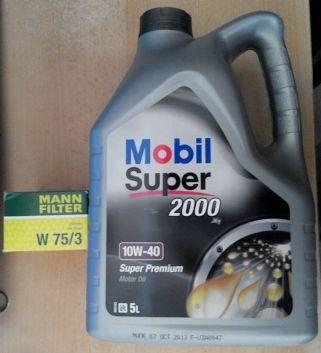 Mobil
Super
2000
10W-40
Super Premium
Motor Oil
5L
MANN
FILTER
W 75/3